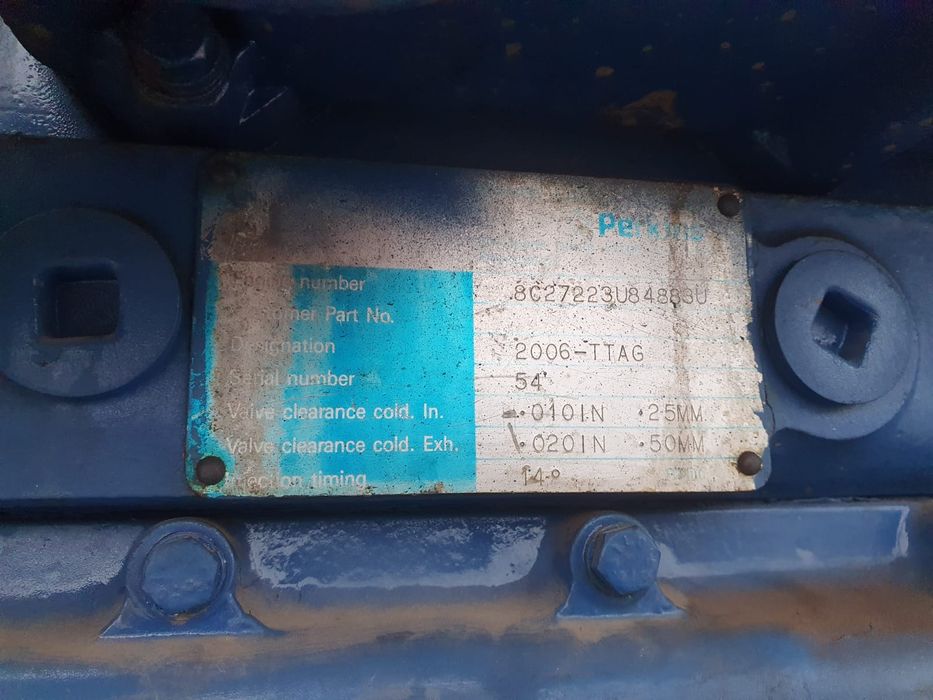 Perkins
Engine number 8C27223U84883U
Customer Part No.
Designation 2006-TTAG
Serial number 54
Valve clearance cold. In. .010IN .25MM
Valve clearance cold. Exh. .020IN .50MM
Injection timing 14°